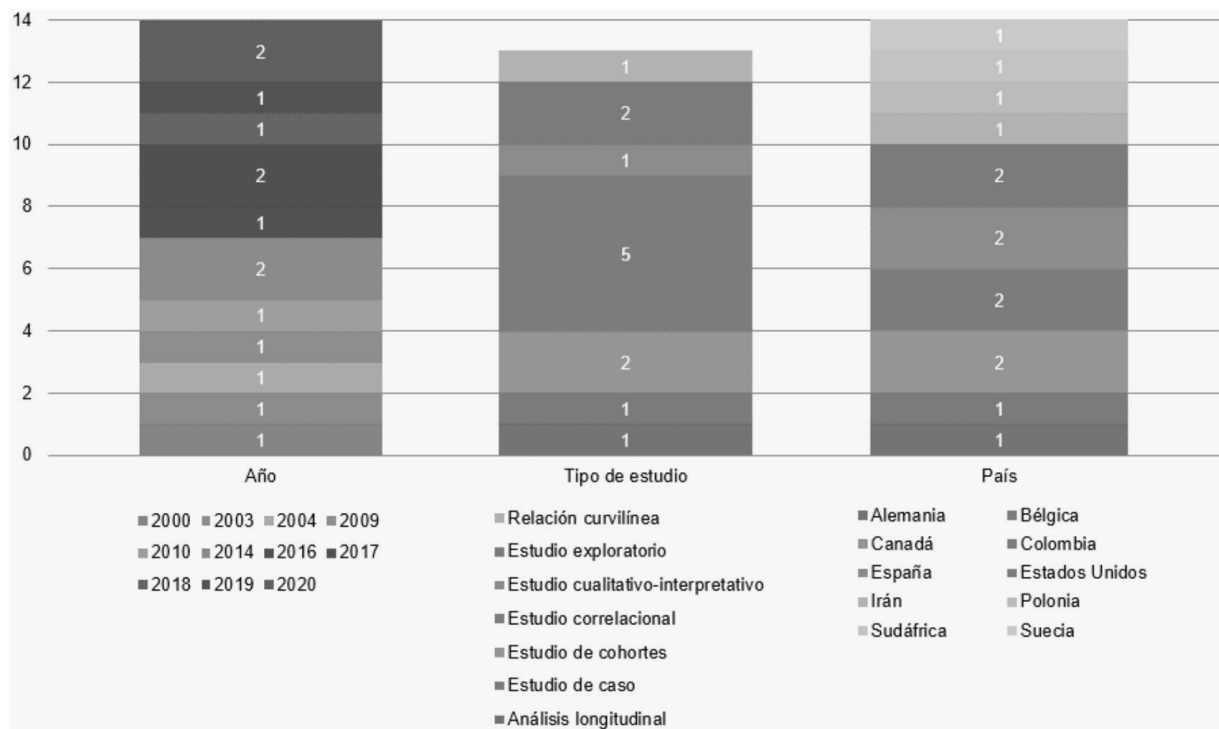 14
12
10
8
6
4
2
0
2
1
1
2
1
2
1
1
1
1
1
1
2
1
5
2
1
1
1
1
1
1
2
2
2
2
1
1
Año
Tipo de estudio
País
2000 2003 2004 2009
2010 2014 2016 2017
2018 2019 2020
Relación curvilínea
Estudio exploratorio
Estudio cualitativo-interpretativo
Estudio correlacional
Estudio de cohortes
Estudio de caso
Análisis longitudinal
Alemania Bélgica
Canadá Colombia
España Estados Unidos
Irán Polonia
Sudáfrica Suecia